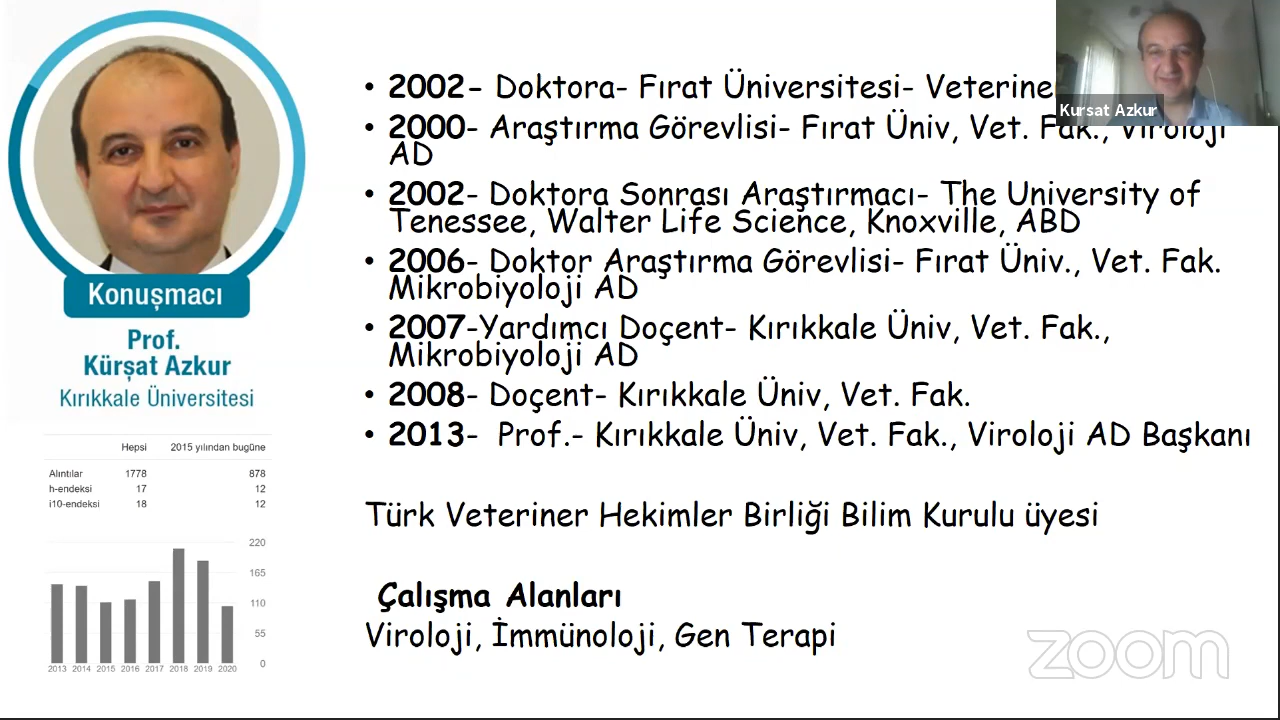 Konuşmacı
Prof.
Kürşat Azkur
Kırıkkale Üniversitesi
Hepsi 2015 yılından bugüne
Alıntılar 1778 878
h-endeksi 17 12
i10-endeksi 18 12
220
165
110
55
0
2013 2014 2015 2016 2017 2018 2019 2020
• 2002- Doktora- Fırat Üniversitesi-
• 2000- Araştırma Görevlisi- Fırat Üniv, Vet. Fak., Viroloji
AD
• 2002- Doktora Sonrası Araştırmacı- The University of
Tenessee, Walter Life Science, Knoxville, ABD
• 2006- Doktor Araştırma Görevlisi- Fırat Üniv., Vet. Fak.
Mikrobiyoloji AD
• 2007-Yardımcı Doçent- Kırıkkale Üniv, Vet. Fak.,
Mikrobiyoloji AD
• 2008- Doçent- Kırıkkale Üniv, Vet. Fak.
• 2013- Prof.- Kırıkkale Üniv, Vet. Fak., Viroloji AD Başkanı
Türk Veteriner Hekimler Birliği Bilim Kurulu üyesi
Çalışma Alanları
Viroloji, İmmünoloji, Gen Terapi
Kursat Azkur
zoom